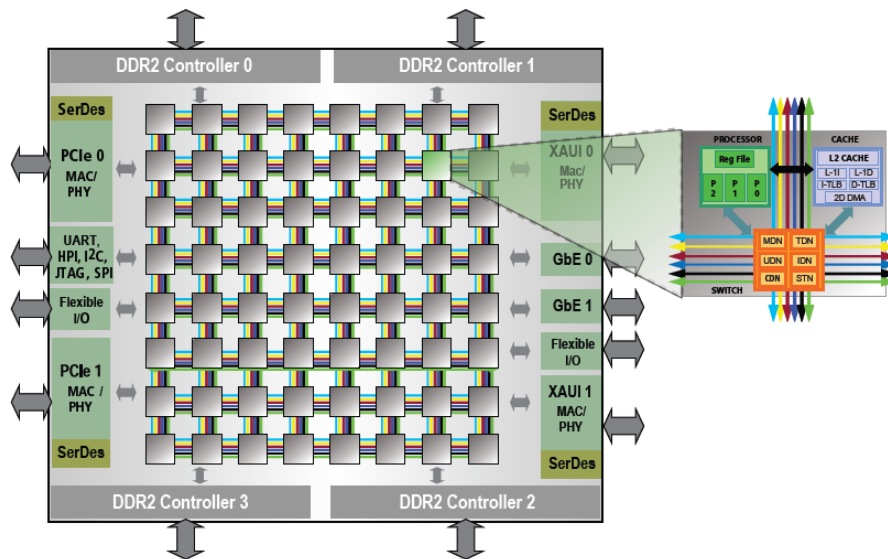 DDR2 Controller 0
DDR2 Controller 1
SerDes
PCIe 0
MAC/
PHY
UART,
HPI, I2C,
JTAG, SPI
Flexible
I/O
PCIe 1
MAC /
PHY
SerDes
SerDes
XAUI 0
MAC/
PHY
GbE 0
GbE 1
Flexible
I/O
XAUI 1
MAC/
PHY
SerDes
DDR2 Controller 3
DDR2 Controller 2
PROCESSOR
CACHE
Reg File
P
2
P
1
P
0
L2 CACHE
L-1I
L-1D
I-TLB
D-TLB
2D DMA
MDN
TDN
UDN
IDN
CDN
STN
SWITCH